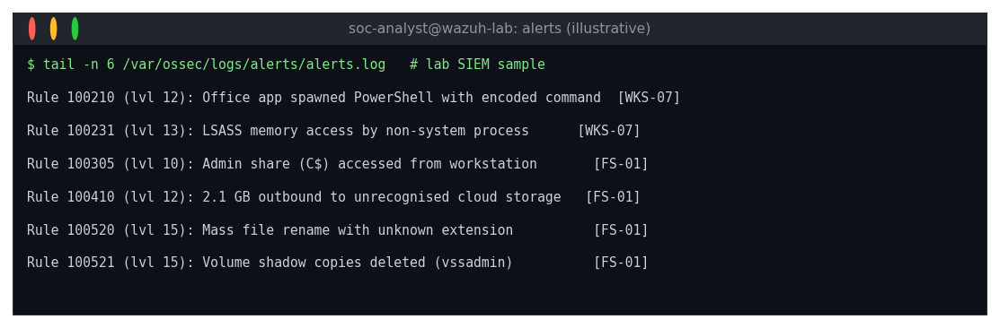 soc-analyst@wazuh-lab: alerts (illustrative)
$ tail -n 6 /var/ossec/logs/alerts/alerts.log   # lab SIEM sample
Rule 100210 (lvl 12): Office app spawned PowerShell with encoded command  [WKS-07]
Rule 100231 (lvl 13): LSASS memory access by non-system process      [WKS-07]
Rule 100305 (lvl 10): Admin share (C$) accessed from workstation       [FS-01]
Rule 100410 (lvl 12): 2.1 GB outbound to unrecognised cloud storage   [FS-01]
Rule 100520 (lvl 15): Mass file rename with unknown extension          [FS-01]
Rule 100521 (lvl 15): Volume shadow copies deleted (vssadmin)          [FS-01]